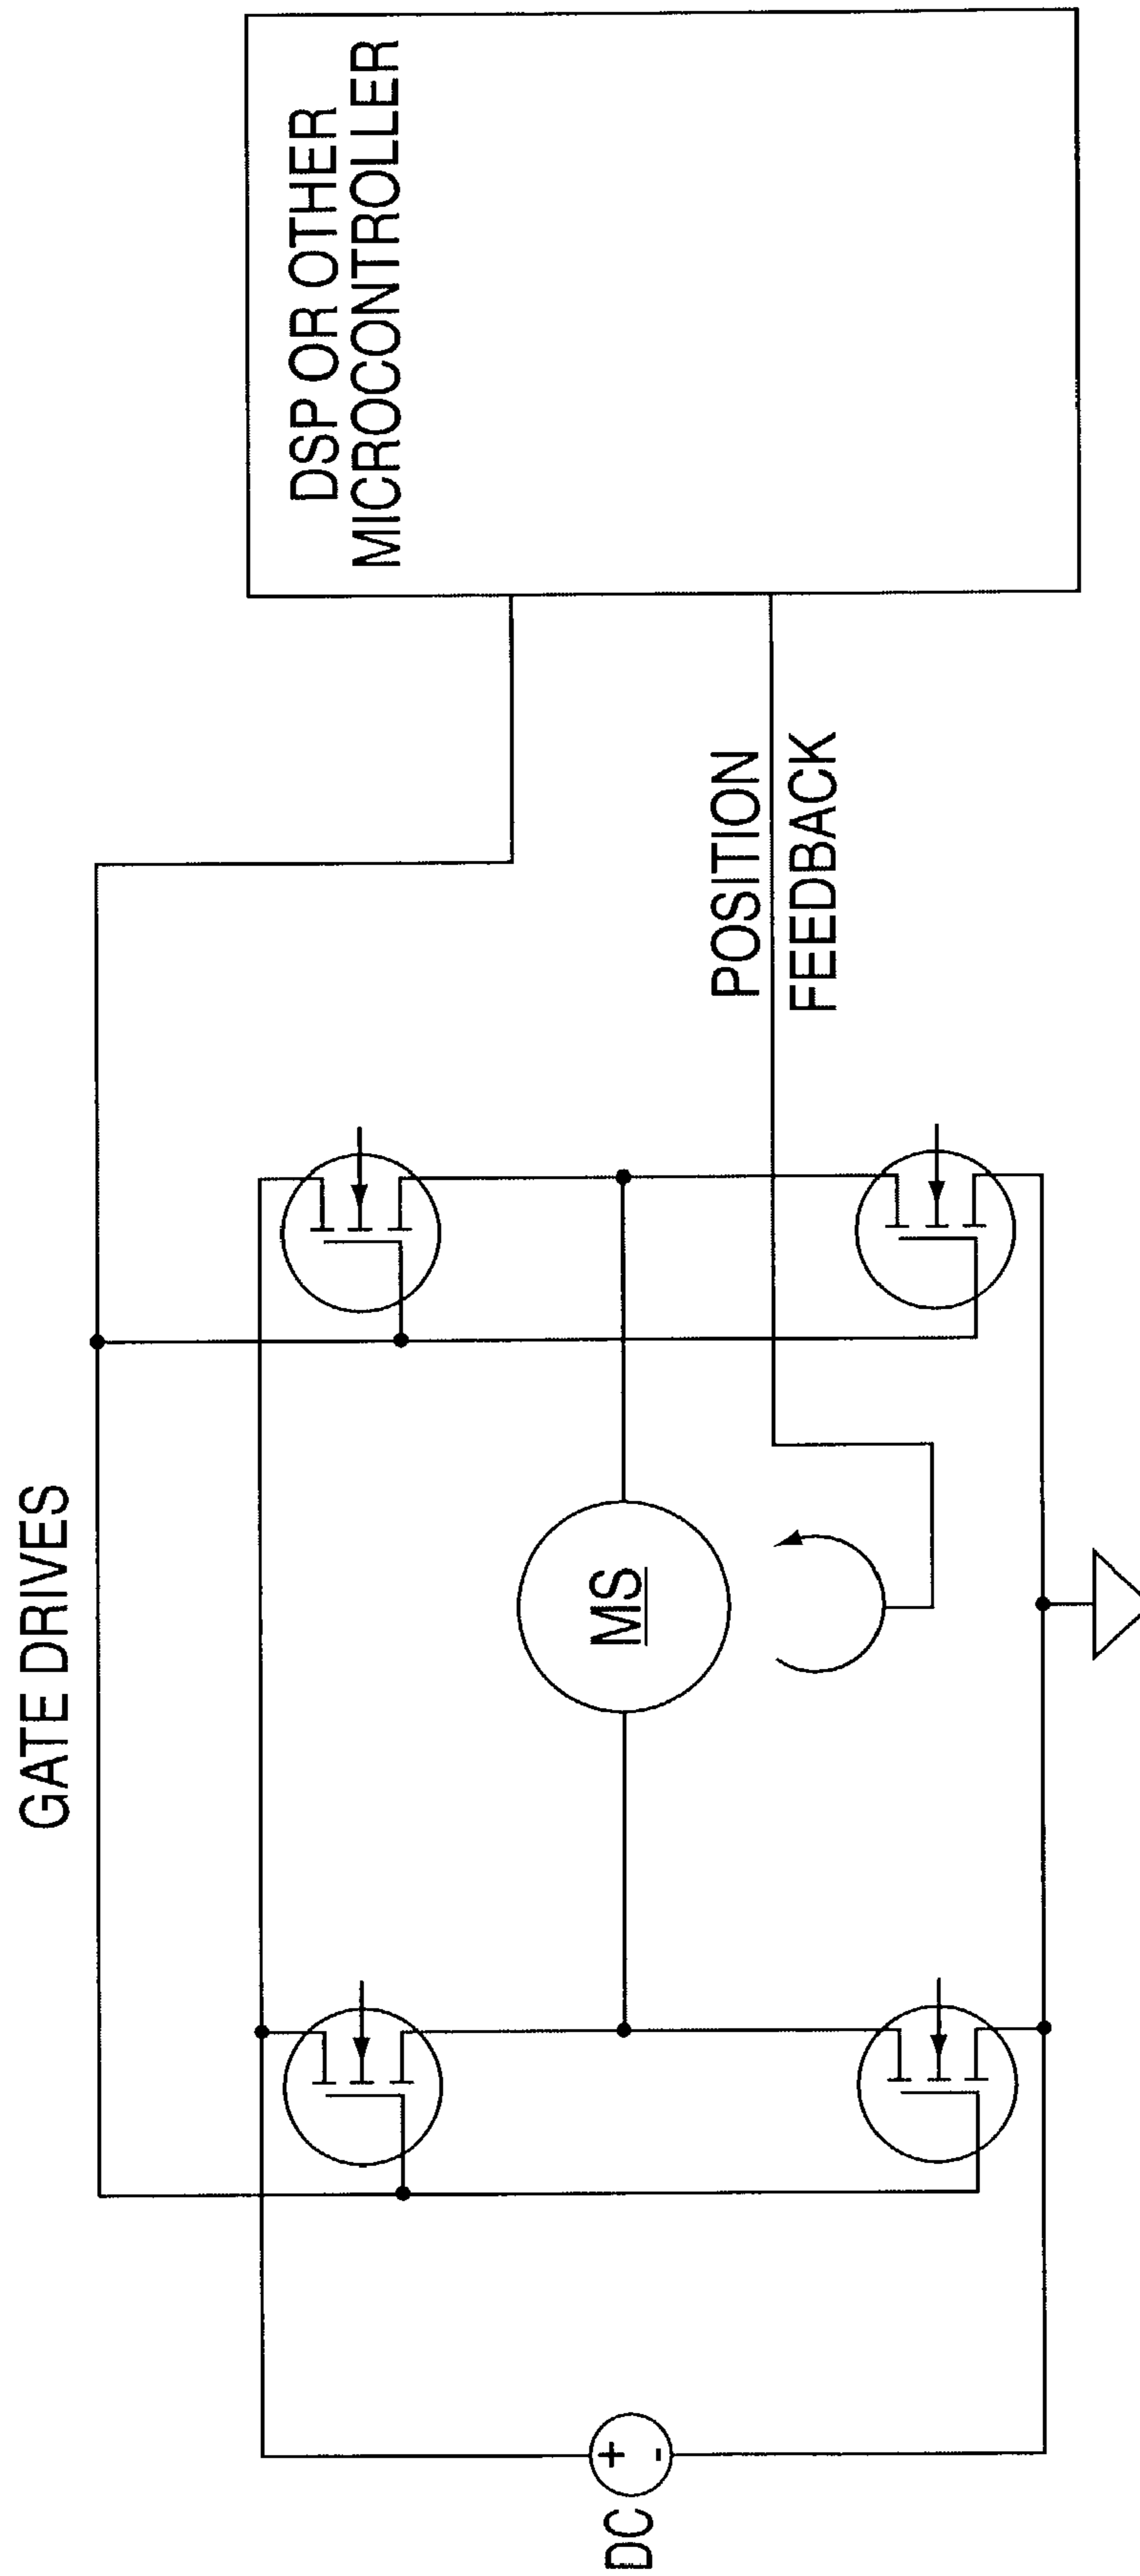 GATE DRIVES
DSP OR OTHER
MICROCONTROLLER
POSITION
FEEDBACK
MS
DC
+
-